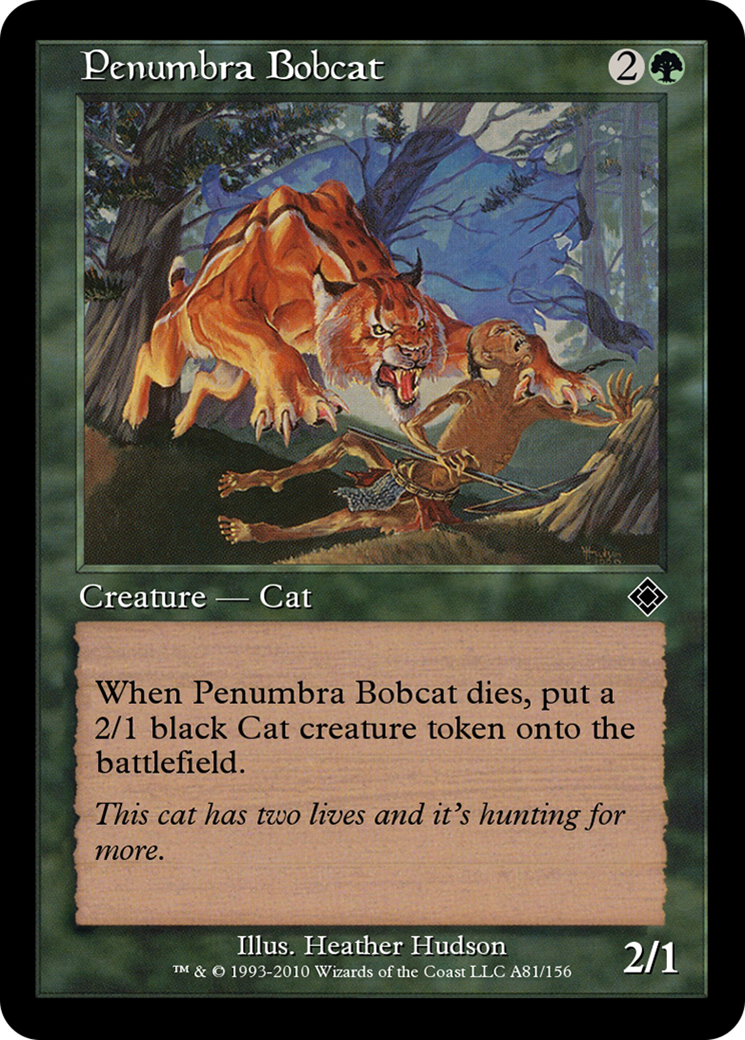 Penumbra Bobcat 2
Creature — Cat
When Penumbra Bobcat dies, put a
2/1 black Cat creature token onto the
battlefield.
This cat has two lives and it's hunting for
more.
Illus. Heather Hudson
™ & © 1993-2010 Wizards of the Coast LLC A81/156
2/1